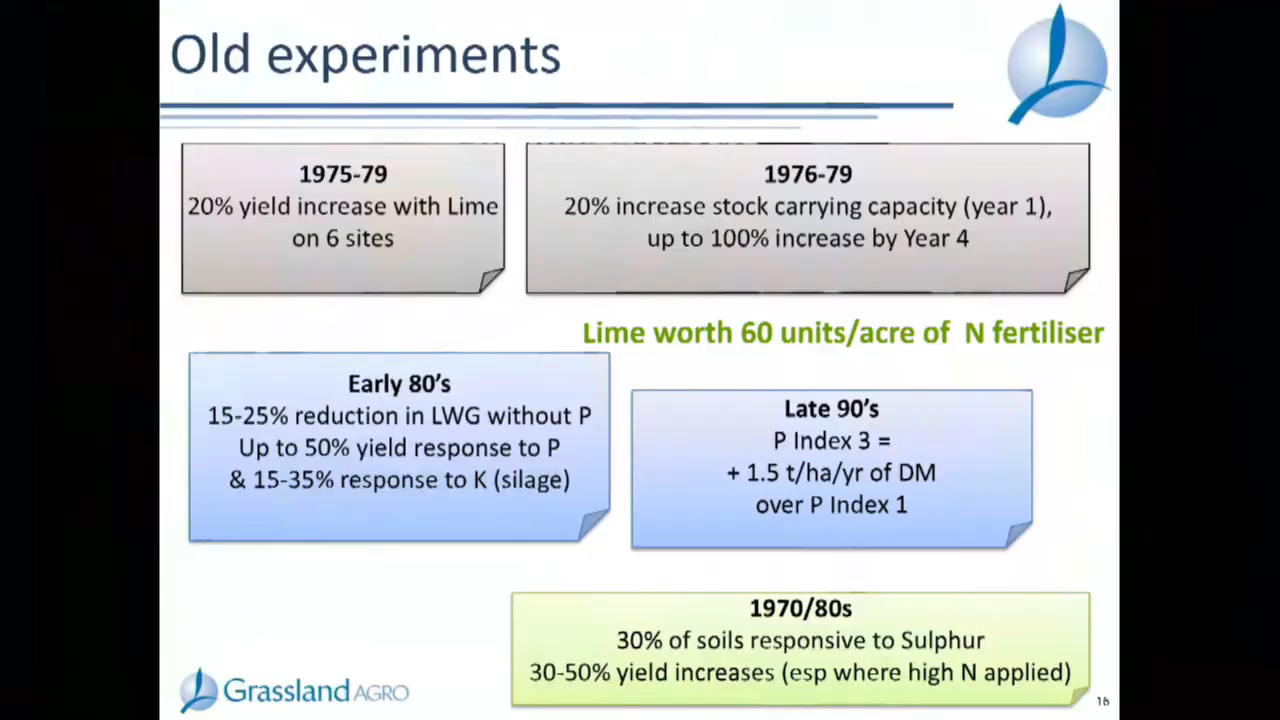 Old experiments
1975-79
20% yield increase with Lime
on 6 sites
1976-79
20% increase stock carrying capacity (year 1),
up to 100% increase by Year 4
Lime worth 60 units/acre of N fertiliser
Early 80's
15-25% reduction in LWG without P
Up to 50% yield response to P
& 15-35% response to K (silage)
Late 90's
P Index 3 =
+ 1.5 t/ha/yr of DM
over P Index 1
1970/80s
30% of soils responsive to Sulphur
30-50% yield increases (esp where high N applied)
Grassland AGRO
16